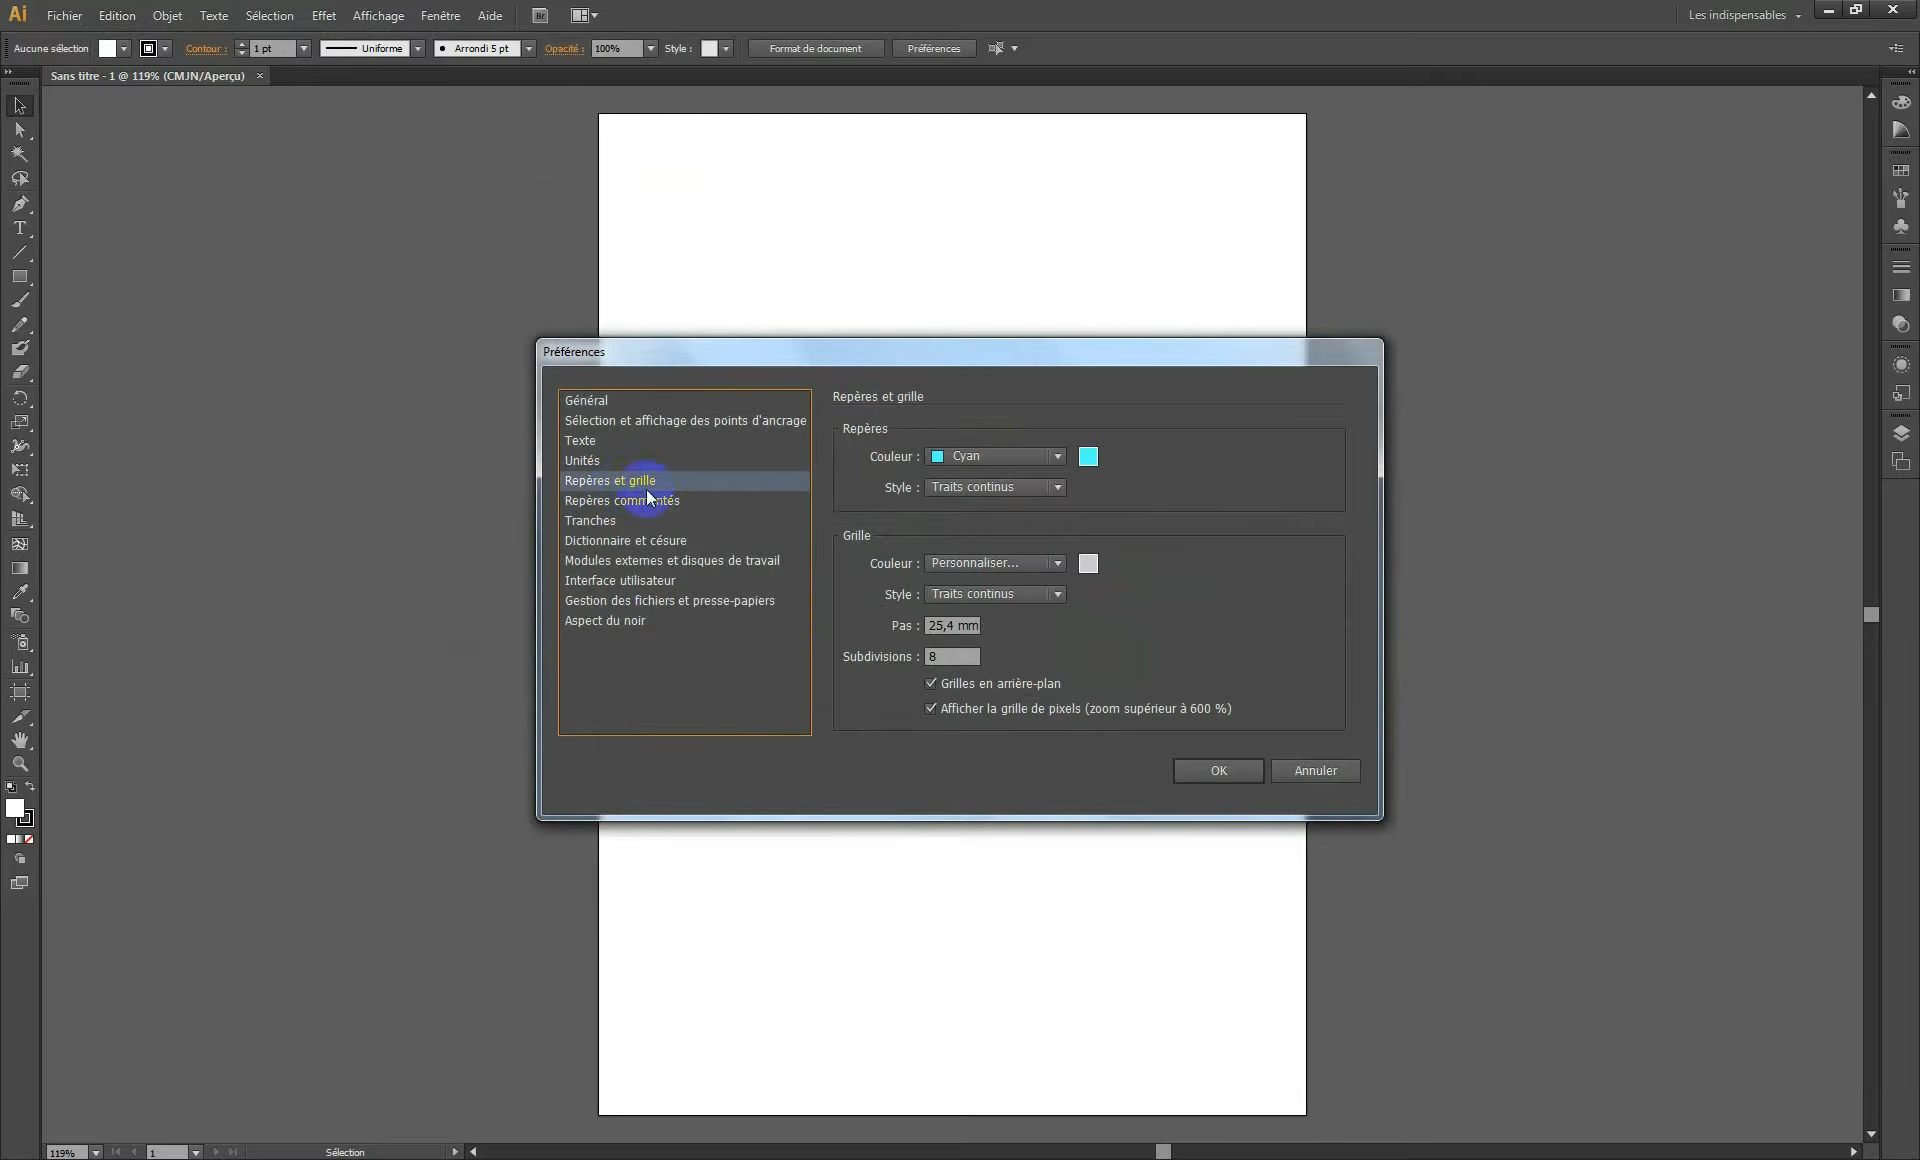 Ai Fichier Edition Objet Texte Sélection Effet Affichage Fenêtre Aide Br Les indispensables
Aucune sélection Contour : 1 pt Uniforme Arrondi 5 pt Opacité : 100% Style : Format de document Préférences
Sans titre - 1 @ 119% (CMJN/Aperçu)
Préférences
Général
Sélection et affichage des points d'ancrage
Texte
Unités
Repères et grille
Repères commentés
Tranches
Dictionnaire et césure
Modules externes et disques de travail
Interface utilisateur
Gestion des fichiers et presse-papiers
Aspect du noir
Repères et grille
Repères
Couleur : Cyan
Style : Traits continus
Grille
Couleur : Personnaliser...
Style : Traits continus
Pas : 25,4 mm
Subdivisions : 8
Grilles en arrière-plan
Afficher la grille de pixels (zoom supérieur à 600 %)
OK Annuler
119% 1 Sélection